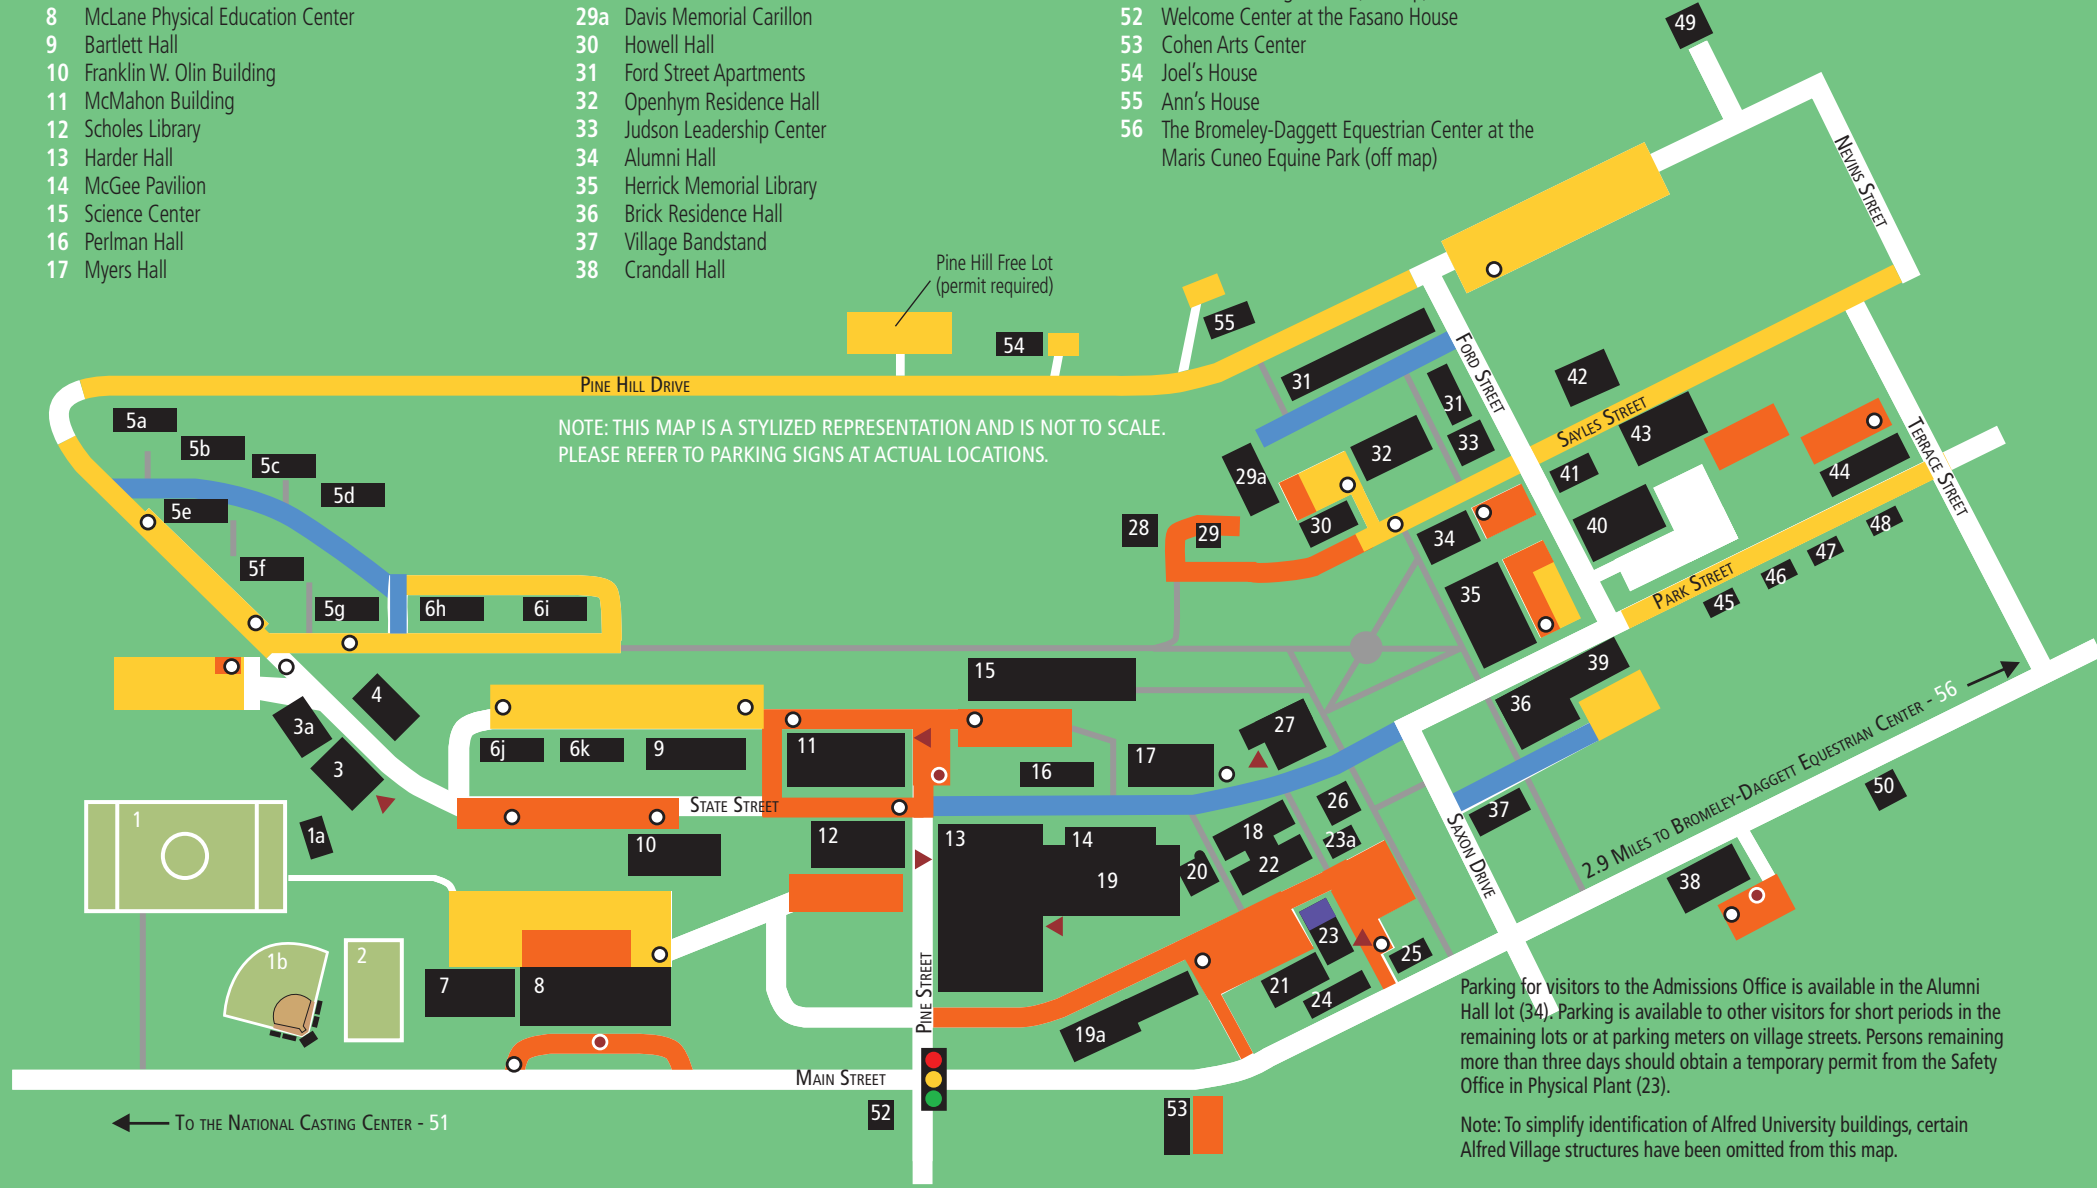 8 McLane Physical Education Center
9 Bartlett Hall
10 Franklin W. Olin Building
11 McMahon Building
12 Scholes Library
13 Harder Hall
14 McGee Pavilion
15 Science Center
16 Perlman Hall
17 Myers Hall
29a Davis Memorial Carillon
30 Howell Hall
31 Ford Street Apartments
32 Openhym Residence Hall
33 Judson Leadership Center
34 Alumni Hall
35 Herrick Memorial Library
36 Brick Residence Hall
37 Village Bandstand
38 Crandall Hall
52 Welcome Center at the Fasano House
53 Cohen Arts Center
54 Joel's House
55 Ann's House
56 The Bromeley-Daggett Equestrian Center at the
Maris Cuneo Equine Park (off map)
49
Nevins Street
Pine Hill Free Lot
(permit required)
55
54
Pine Hill Drive
31
Ford Street
42
31
Sayles Street
43
Terrace Street
NOTE: THIS MAP IS A STYLIZED REPRESENTATION AND IS NOT TO SCALE.
PLEASE REFER TO PARKING SIGNS AT ACTUAL LOCATIONS.
5a
5b
5c
5d
5e
5f
5g
6h
6i
29a
32
33
41
44
28
29
30
34
40
48
47
46
45
Park Street
35
39
36
4
3a
3
15
27
6j
6k
9
11
16
17
State Street
37
50
2.9 Miles to Bromeley-Daggett Equestrian Center - 56
Saxon Drive
1
1a
10
12
13
14
19
18
26
23a
22
20
38
1b
2
7
8
23
25
21
24
19a
Pine Street
Main Street
52
53
To the National Casting Center - 51
Parking for visitors to the Admissions Office is available in the Alumni
Hall lot (34). Parking is available to other visitors for short periods in the
remaining lots or at parking meters on village streets. Persons remaining
more than three days should obtain a temporary permit from the Safety
Office in Physical Plant (23).
Note: To simplify identification of Alfred University buildings, certain
Alfred Village structures have been omitted from this map.